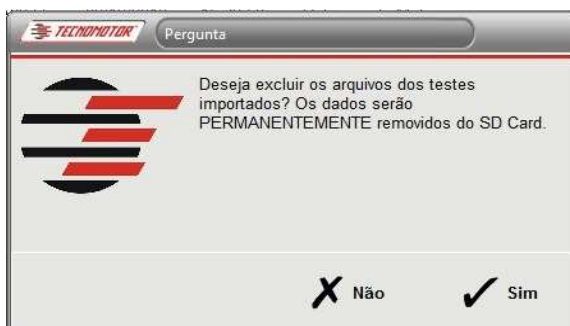 TECNOMOTOR
Pergunta
Deseja excluir os arquivos dos testes
importados? Os dados serão
PERMANENTEMENTE removidos do SD Card.
Não
Sim